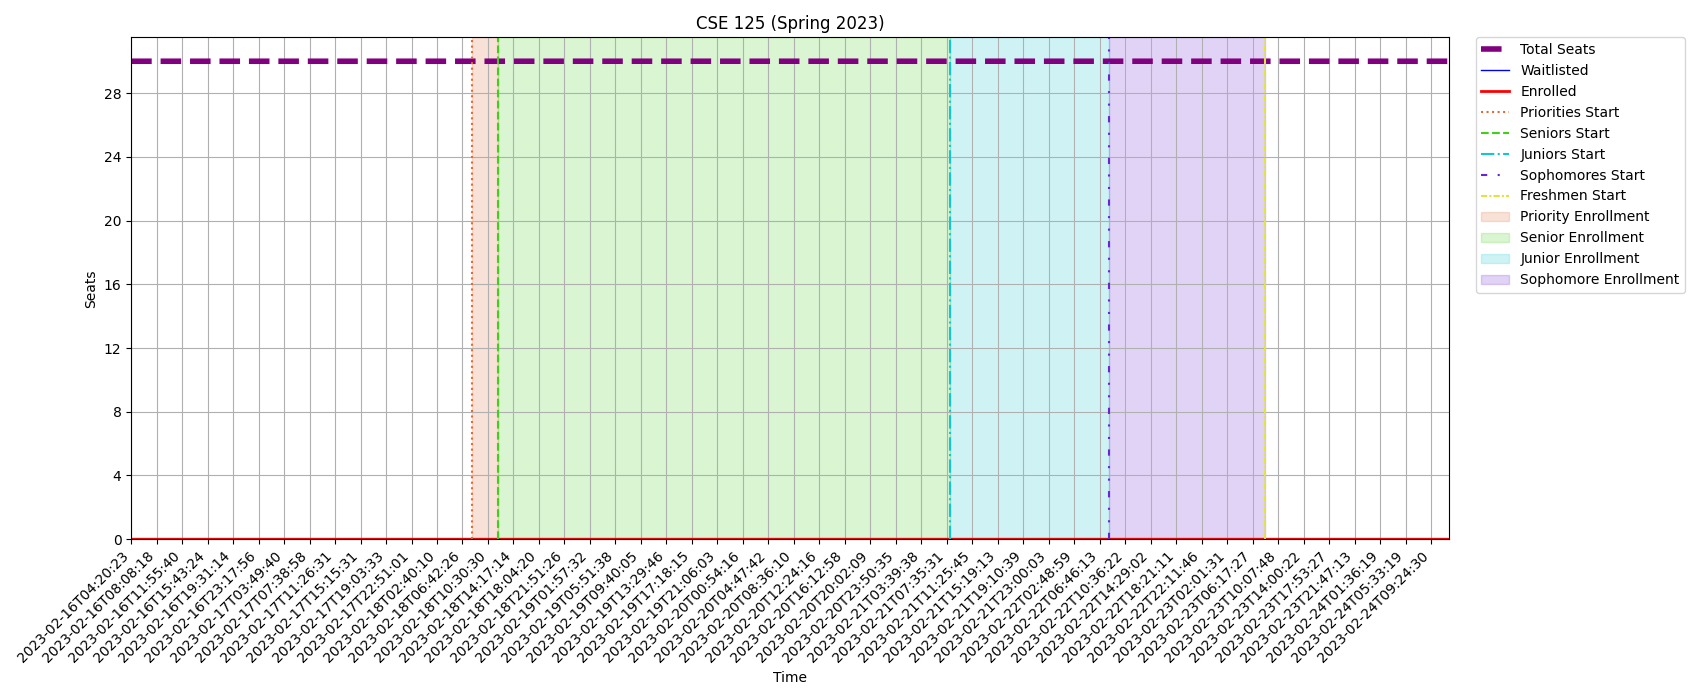 CSE 125 (Spring 2023)
Total Seats
Waitlisted
Enrolled
Priorities Start
Seniors Start
Juniors Start
Sophomores Start
Freshmen Start
Priority Enrollment
Senior Enrollment
Junior Enrollment
Sophomore Enrollment
Seats
28
24
20
16
12
8
4
0
2023-02-16T04:20:23
2023-02-16T08:08:18
2023-02-16T11:55:40
2023-02-16T15:43:24
2023-02-16T19:31:14
2023-02-16T23:17:56
2023-02-17T03:49:40
2023-02-17T07:38:58
2023-02-17T11:26:31
2023-02-17T15:15:31
2023-02-17T19:03:33
2023-02-17T22:51:01
2023-02-18T02:40:10
2023-02-18T06:42:26
2023-02-18T10:30:30
2023-02-18T14:17:14
2023-02-18T18:04:20
2023-02-18T21:51:26
2023-02-19T01:57:32
2023-02-19T05:51:38
2023-02-19T09:40:05
2023-02-19T13:29:46
2023-02-19T17:18:15
2023-02-19T21:06:03
2023-02-20T00:54:16
2023-02-20T04:47:42
2023-02-20T08:36:10
2023-02-20T12:24:16
2023-02-20T16:12:58
2023-02-20T20:02:09
2023-02-20T23:50:35
2023-02-21T03:39:38
2023-02-21T07:35:31
2023-02-21T11:25:45
2023-02-21T15:19:13
2023-02-21T19:10:39
2023-02-21T23:00:03
2023-02-22T02:48:59
2023-02-22T06:46:13
2023-02-22T10:36:22
2023-02-22T14:29:02
2023-02-22T18:21:11
2023-02-22T22:11:46
2023-02-23T02:01:31
2023-02-23T06:17:27
2023-02-23T10:07:48
2023-02-23T14:00:22
2023-02-23T17:53:27
2023-02-23T21:47:13
2023-02-24T01:36:19
2023-02-24T05:33:19
2023-02-24T09:24:30
Time